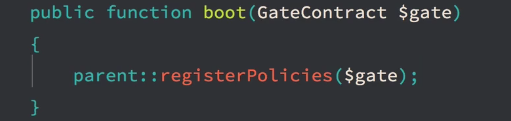 public function boot(GateContract $gate)
{
    parent::registerPolicies($gate);
}